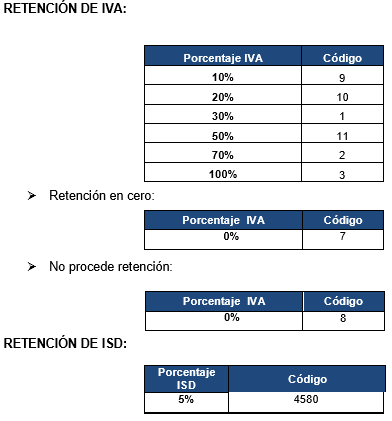 RETENCIÓN DE IVA:
Porcentaje IVA Código
10% 9
20% 10
30% 1
50% 11
70% 2
100% 3
➢ Retención en cero:
Porcentaje IVA Código
0% 7
➢ No procede retención:
Porcentaje IVA Código
0% 8
RETENCIÓN DE ISD:
Porcentaje
ISD Código
5% 4580